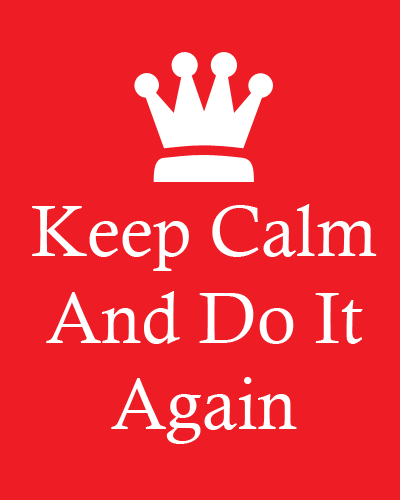 Keep Calm
And Do It
Again